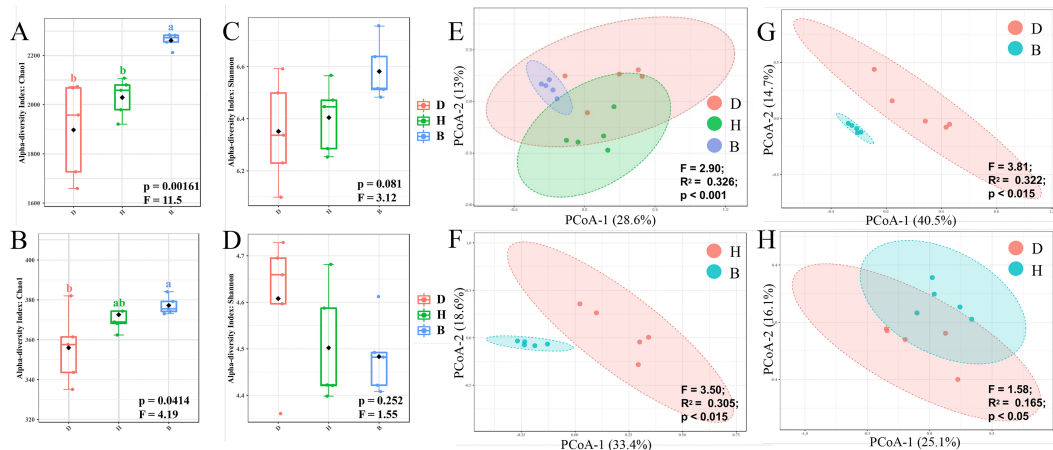 A
Alpha-diversity Index: Chao1
2200
2000
1800
1600
b
b
a
p = 0.00161
F = 11.5
D
H
B
C
Alpha-diversity Index: Shannon
6.6
6.4
6.2
p = 0.081
F = 3.12
D
H
B
D
H
B
E
PCoA-2 (13%)
D
H
B
F = 2.90;
R² = 0.326;
p < 0.001
PCoA-1 (28.6%)
G
PCoA-2 (14.7%)
D
B
F = 3.81;
R² = 0.322;
p < 0.015
PCoA-1 (40.5%)
B
Alpha-diversity Index: Chao1
400
380
360
340
320
b
ab
a
p = 0.0414
F = 4.19
D
H
B
D
Alpha-diversity Index: Shannon
4.7
4.6
4.5
4.4
p = 0.252
F = 1.55
D
H
B
D
H
B
F
PCoA-2 (18.6%)
H
B
F = 3.50;
R² = 0.305;
p < 0.015
PCoA-1 (33.4%)
H
PCoA-2 (16.1%)
D
H
F = 1.58;
R² = 0.165;
p < 0.05
PCoA-1 (25.1%)